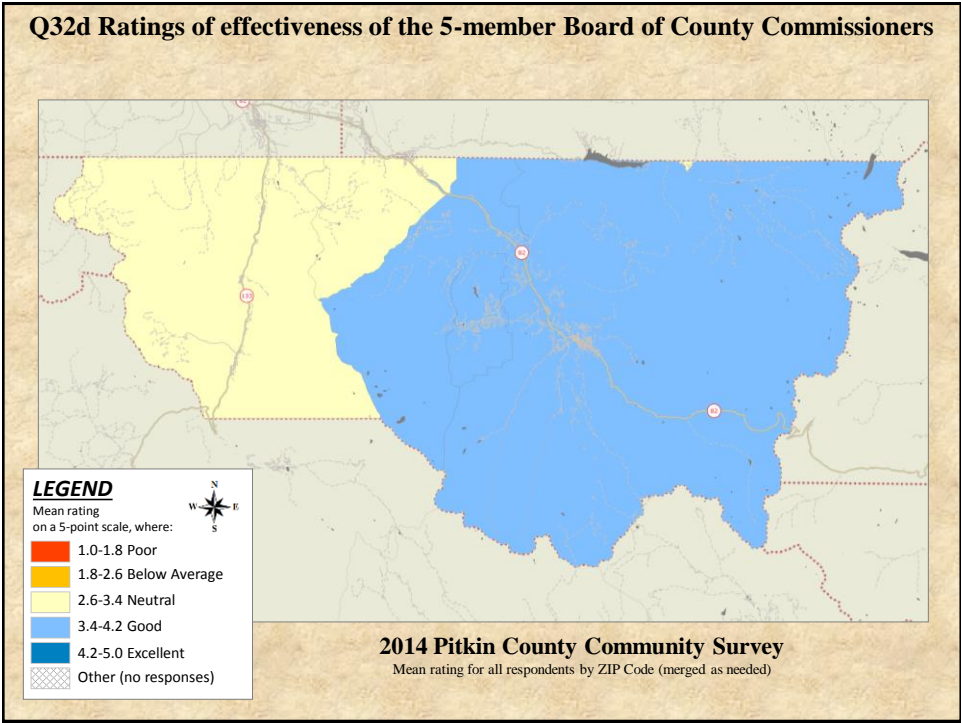 Q32d Ratings of effectiveness of the 5-member Board of County Commissioners
82
82
133
82
LEGEND
Mean rating
on a 5-point scale, where:
N
W E
S
1.0-1.8 Poor
1.8-2.6 Below Average
2.6-3.4 Neutral
3.4-4.2 Good
4.2-5.0 Excellent
Other (no responses)
2014 Pitkin County Community Survey
Mean rating for all respondents by ZIP Code (merged as needed)